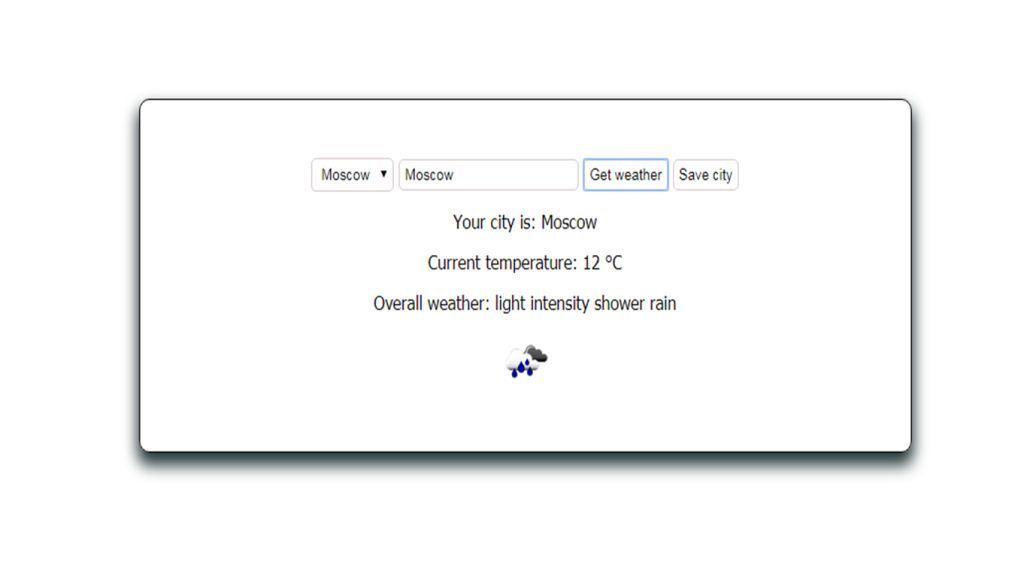 Moscow Moscow Get weather Save city
Your city is: Moscow
Current temperature: 12 °C
Overall weather: light intensity shower rain